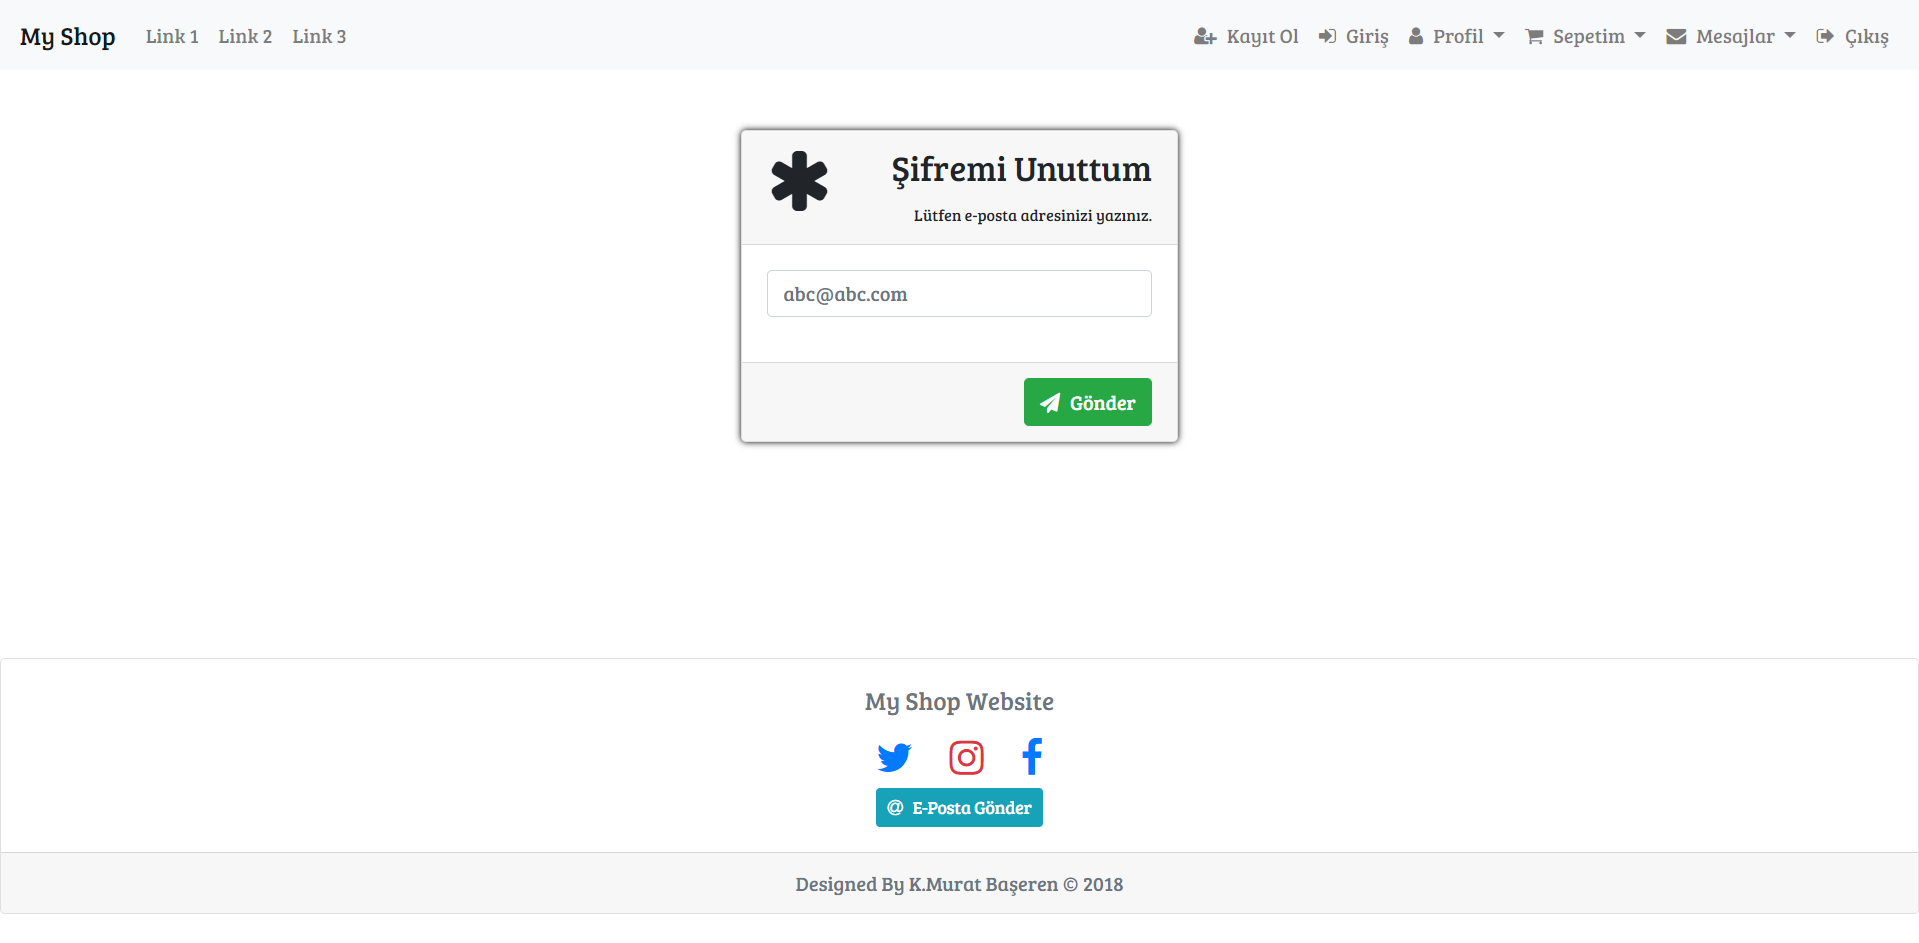 My Shop Link 1 Link 2 Link 3 Kayıt Ol Giriş Profil Sepetim Mesajlar Çıkış
Şifremi Unuttum
Lütfen e-posta adresinizi yazınız.
abc@abc.com
Gönder
My Shop Website
E-Posta Gönder
Designed By K.Murat Başeren © 2018